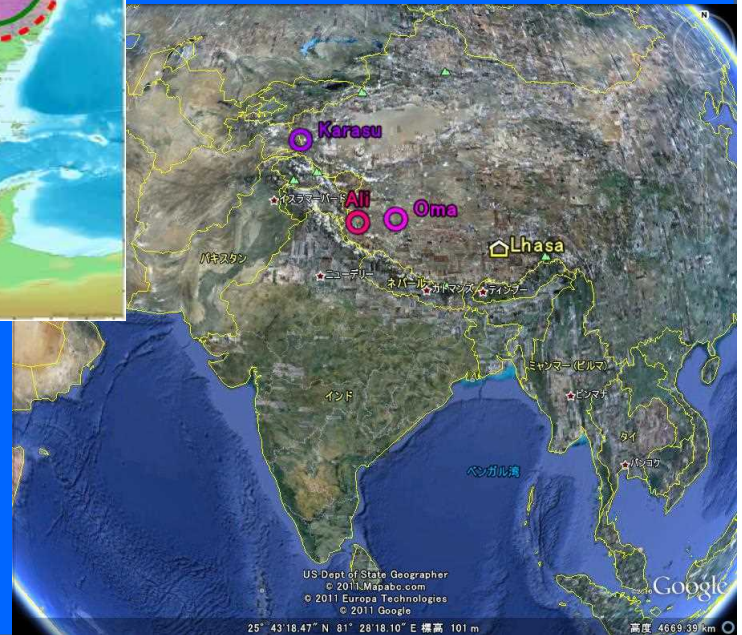 N
Karasu
イスラマーバード
Ali
Oma
パキスタン
Lhasa
ニューデリー
ネパール
カトマンズ
ティンプー
ミャンマー (ビルマ)
インド
ピンマナ
タイ
ベンガル湾
バンコク
US Dept of State Geographer
© 2011 Mapabc.com
© 2011 Europa Technologies
© 2011 Google
Google
25° 43'18.47" N 81° 28'18.10" E 標高 101 m
高度 4669.39 km